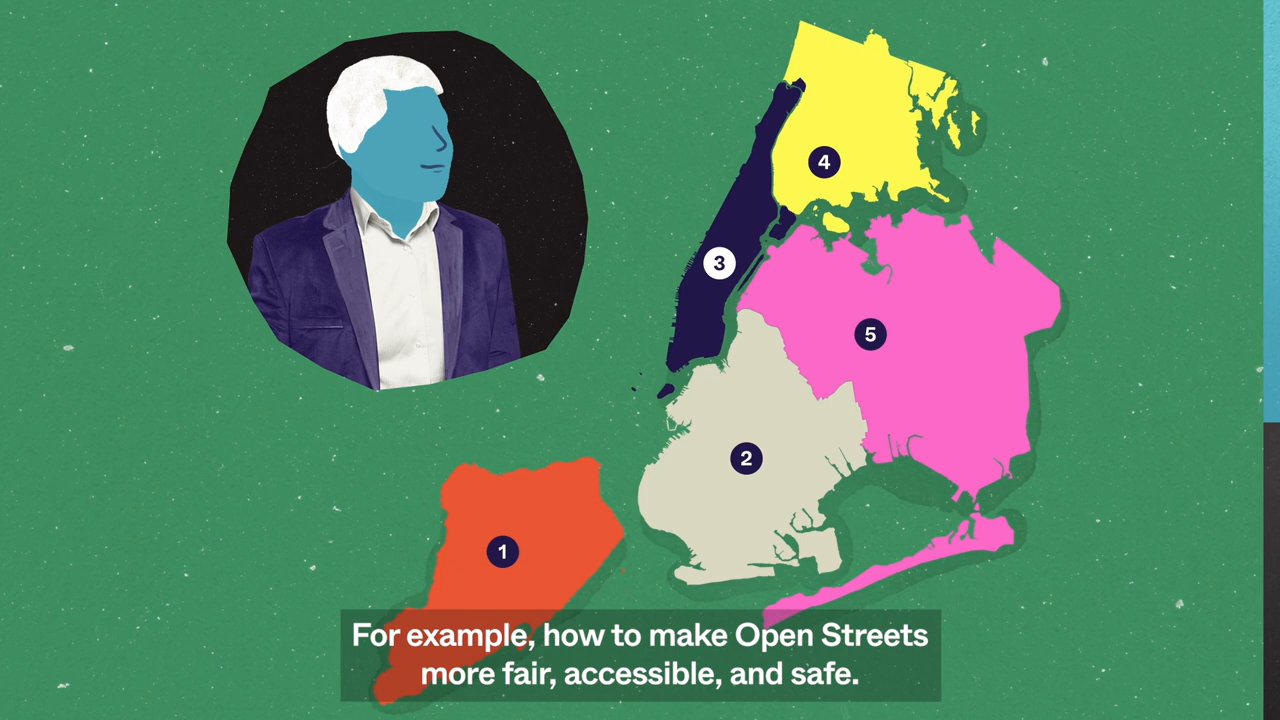 4
3
5
2
1
For example, how to make Open Streets
more fair, accessible, and safe.